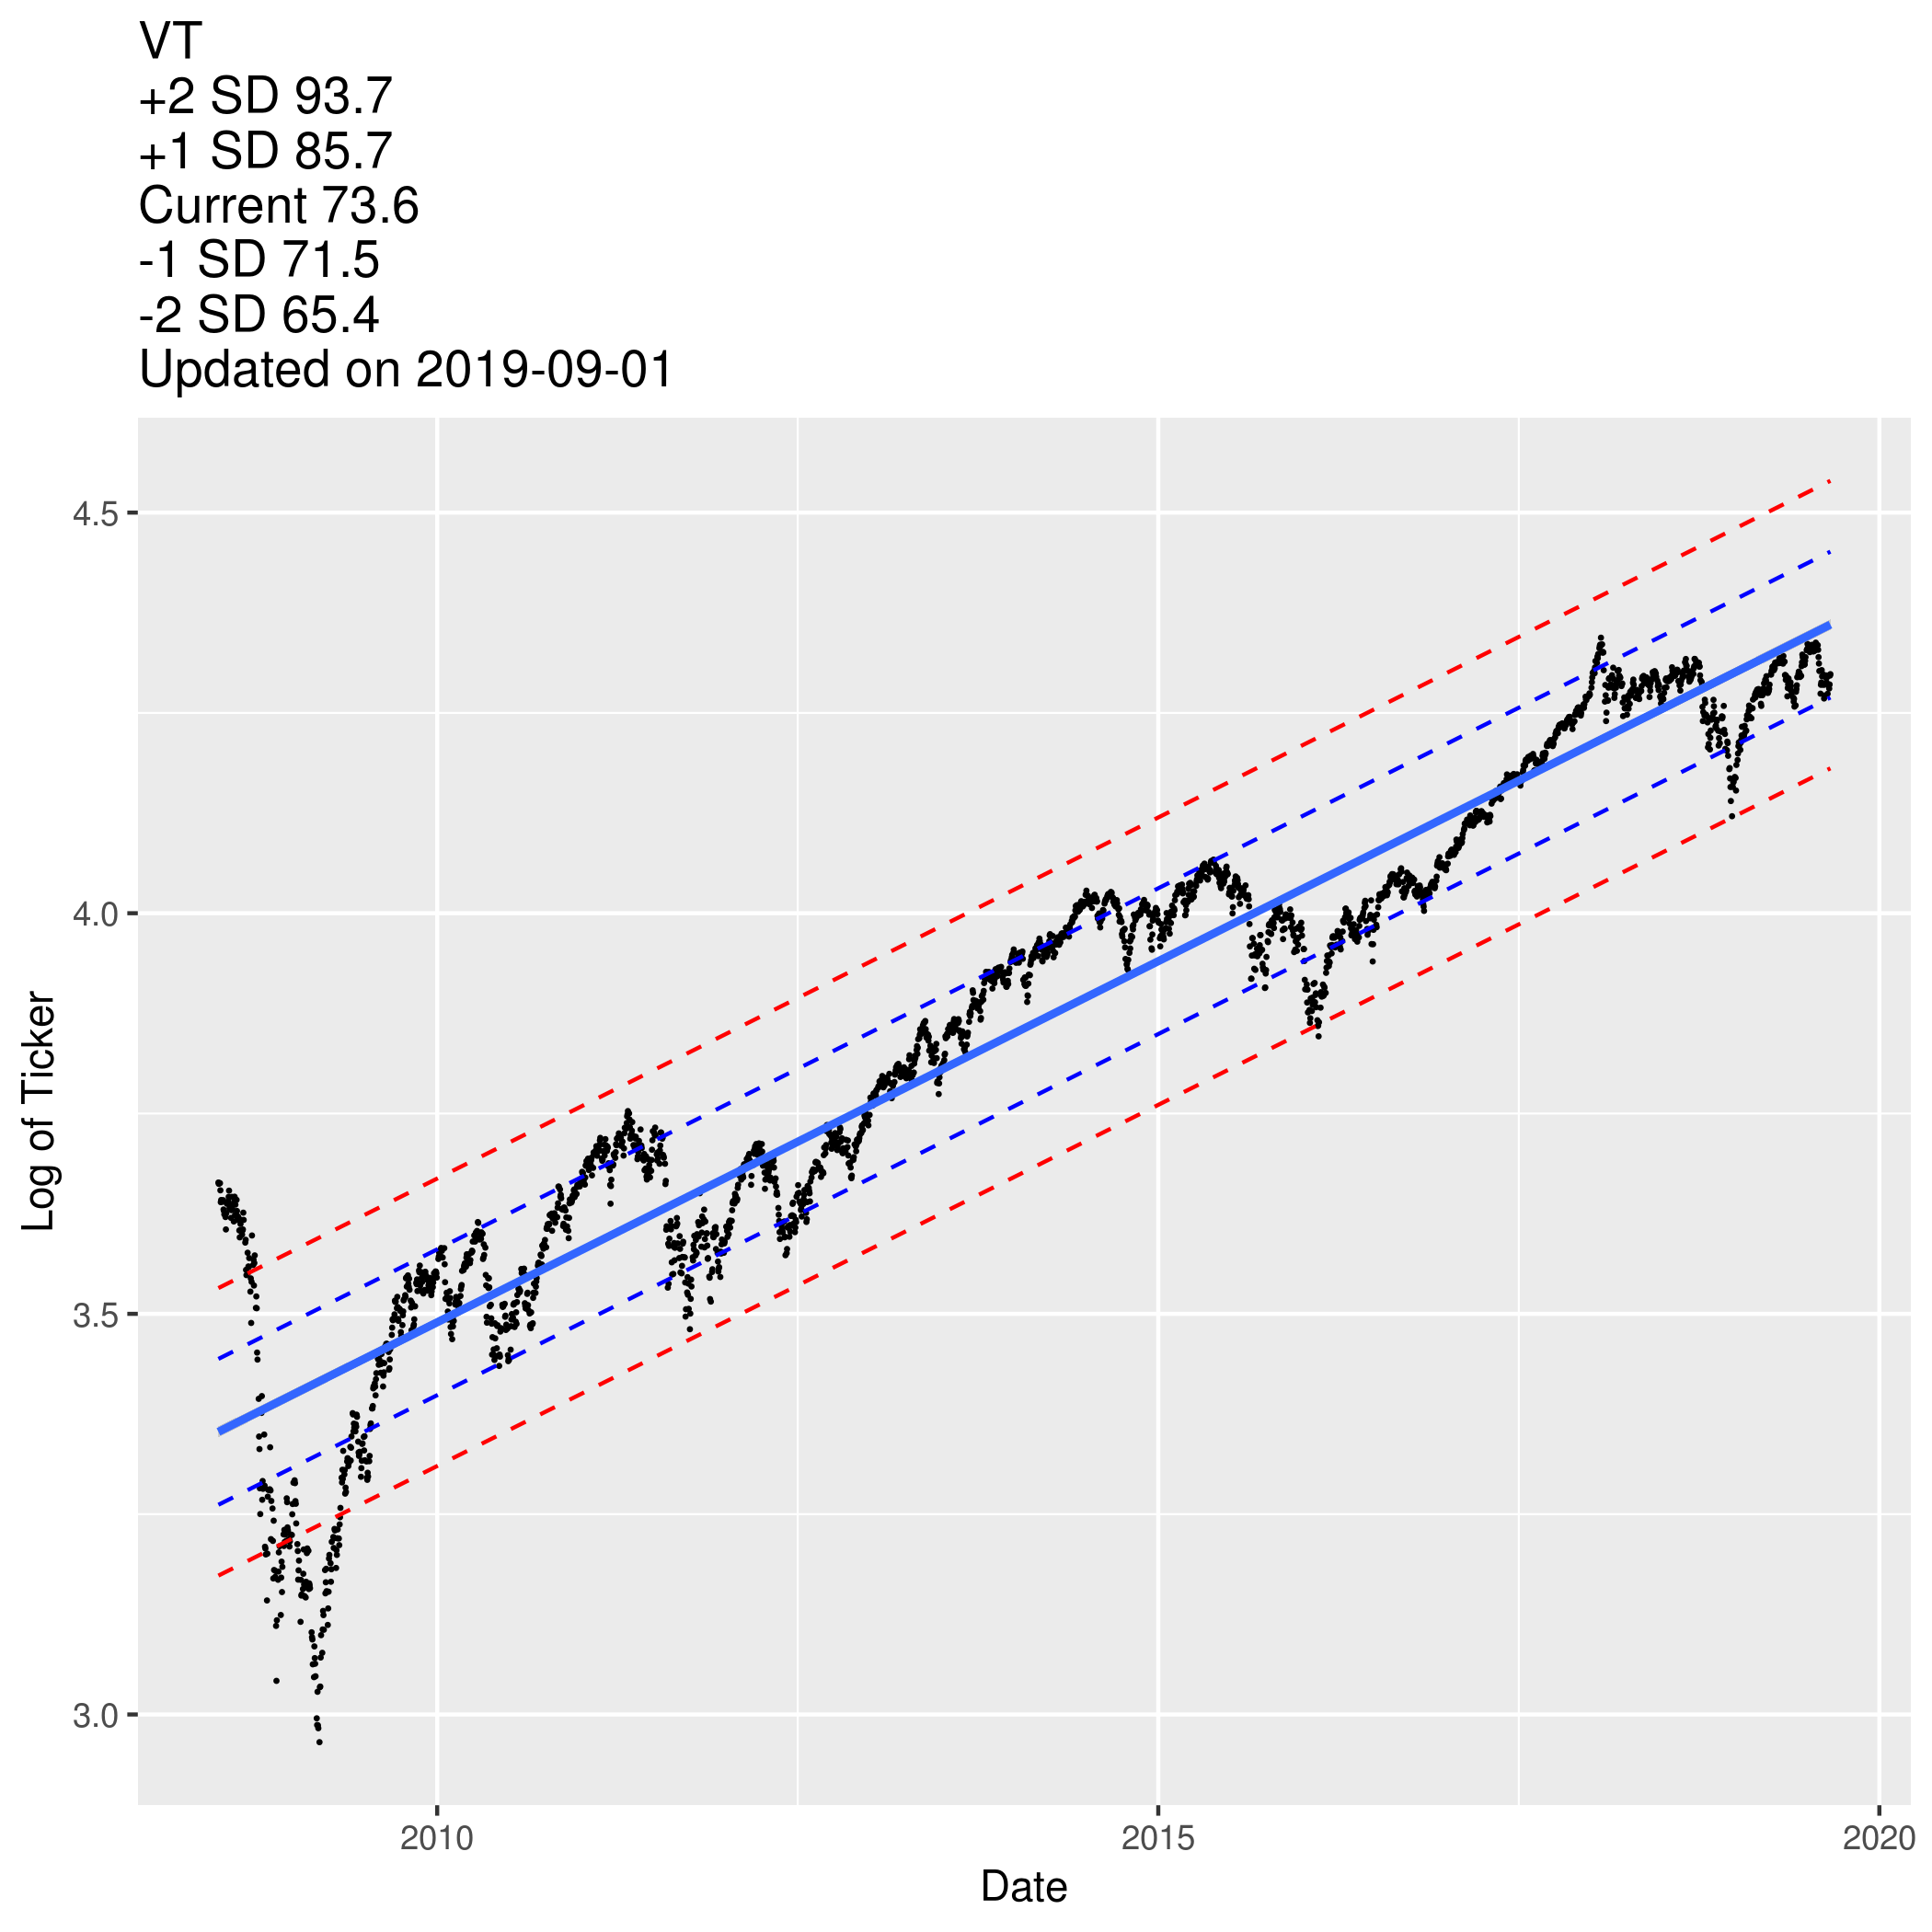 VT
+2 SD 93.7
+1 SD 85.7
Current 73.6
-1 SD 71.5
-2 SD 65.4
Updated on 2019-09-01
4.5
4.0
3.5
3.0
Log of Ticker
2010
2015
2020
Date